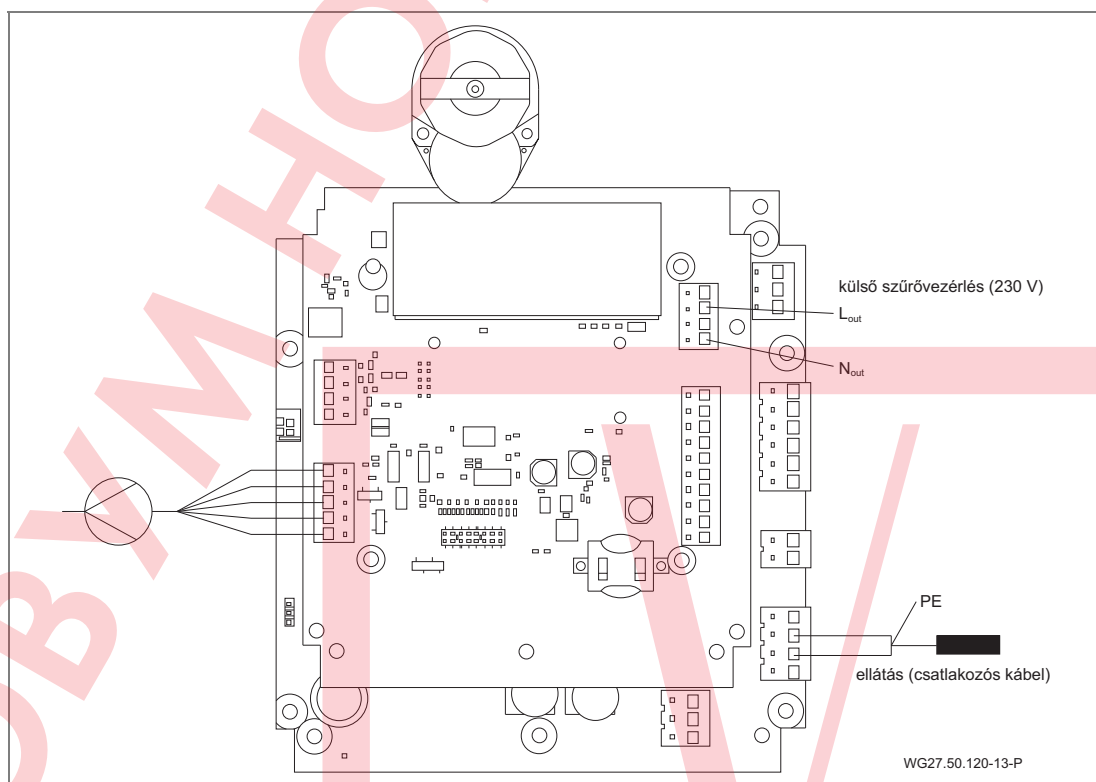 külső szűrővezérlés (230 V)
Lout
Nout
PE
ellátás (csatlakozós kábel)
WG27.50.120-13-P